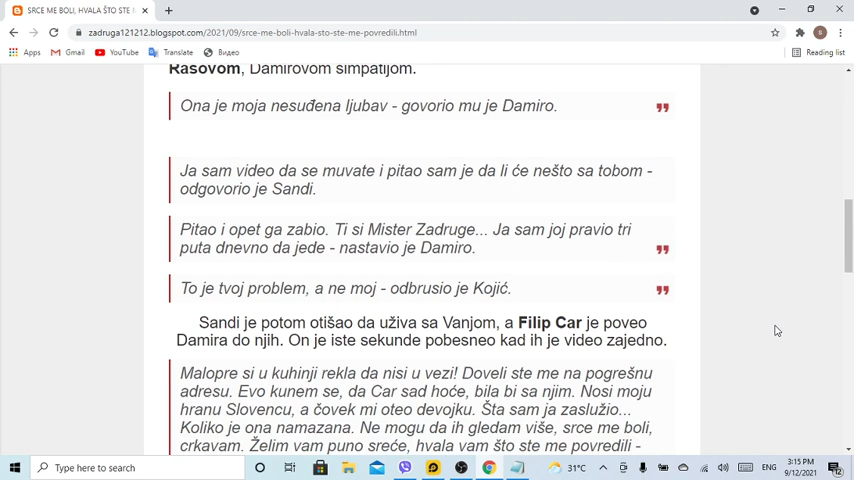 SRCE ME BOLI, HVALA ŠTO STE M
zadruga121212.blogspot.com/2021/09/srce-me-boli-hvala-sto-ste-me-povredili.html
B
Apps Gmail YouTube Translate Видео Reading list
Rasovom, Damirovom simpatijom.
Ona je moja nesuđena ljubav - govorio mu je Damiro.
Ja sam video da se muvate i pitao sam je da li će nešto sa tobom -
odgovorio je Sandi.
Pitao i opet ga zabio. Ti si Mister Zadruge... Ja sam joj pravio tri
puta dnevno da jede - nastavio je Damiro.
To je tvoj problem, a ne moj - odbrusio je Kojić.
Sandi je potom otišao da uživa sa Vanjom, a Filip Car je poveo
Damira do njih. On je iste sekunde pobesneo kad ih je video zajedno.
Malopre si u kuhinji rekla da nisi u vezi! Doveli ste me na pogrešnu
adresu. Evo kunem se, da Car sad hoće, bila bi sa njim. Nosi moju
hranu Slovencu, a čovek mi oteo devojku. Šta sam ja zaslužio...
Koliko je ona namazana. Ne mogu da ih gledam više, srce me boli,
crkavam. Želim vam puno sreće, hvala vam što ste me povredili -
Type here to search
31°C
ENG
3:15 PM
9/12/2021
12